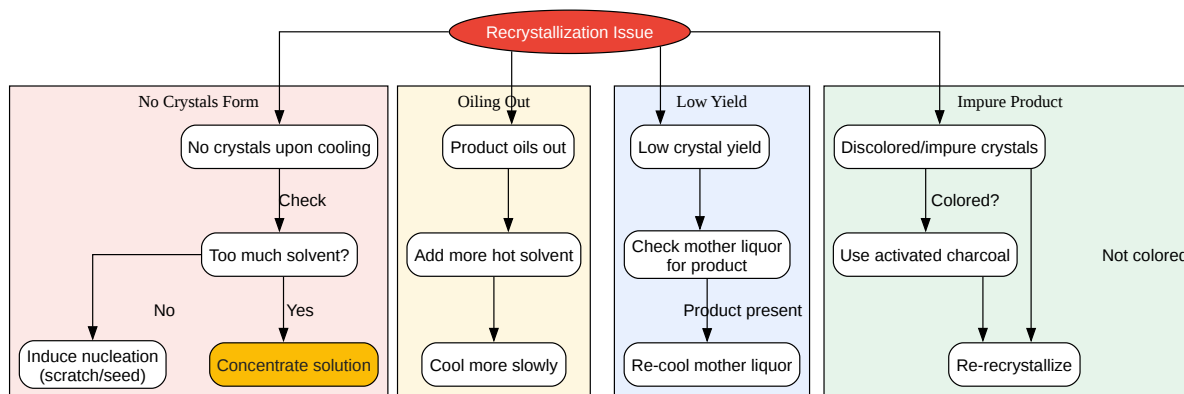 Recrystallization Issue
No Crystals Form
Oiling Out
Low Yield
Impure Product
No crystals upon cooling
Product oils out
Low crystal yield
Discolored/impure crystals
Check
Colored?
Too much solvent?
Add more hot solvent
Check mother liquor
for product
Use activated charcoal
Not colored
No
Yes
Product present
Induce nucleation
(scratch/seed)
Concentrate solution
Cool more slowly
Re-cool mother liquor
Re-recrystallize